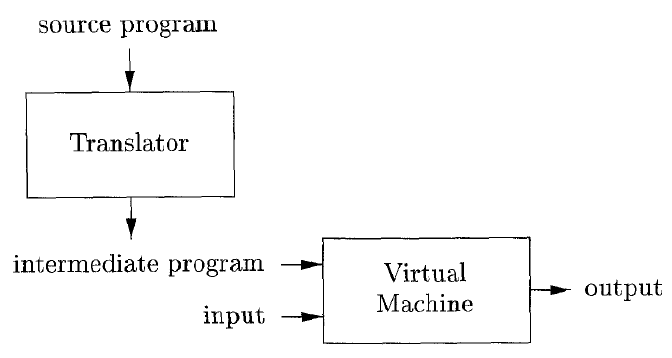 source program
Translator
intermediate program
input
Virtual
Machine
output